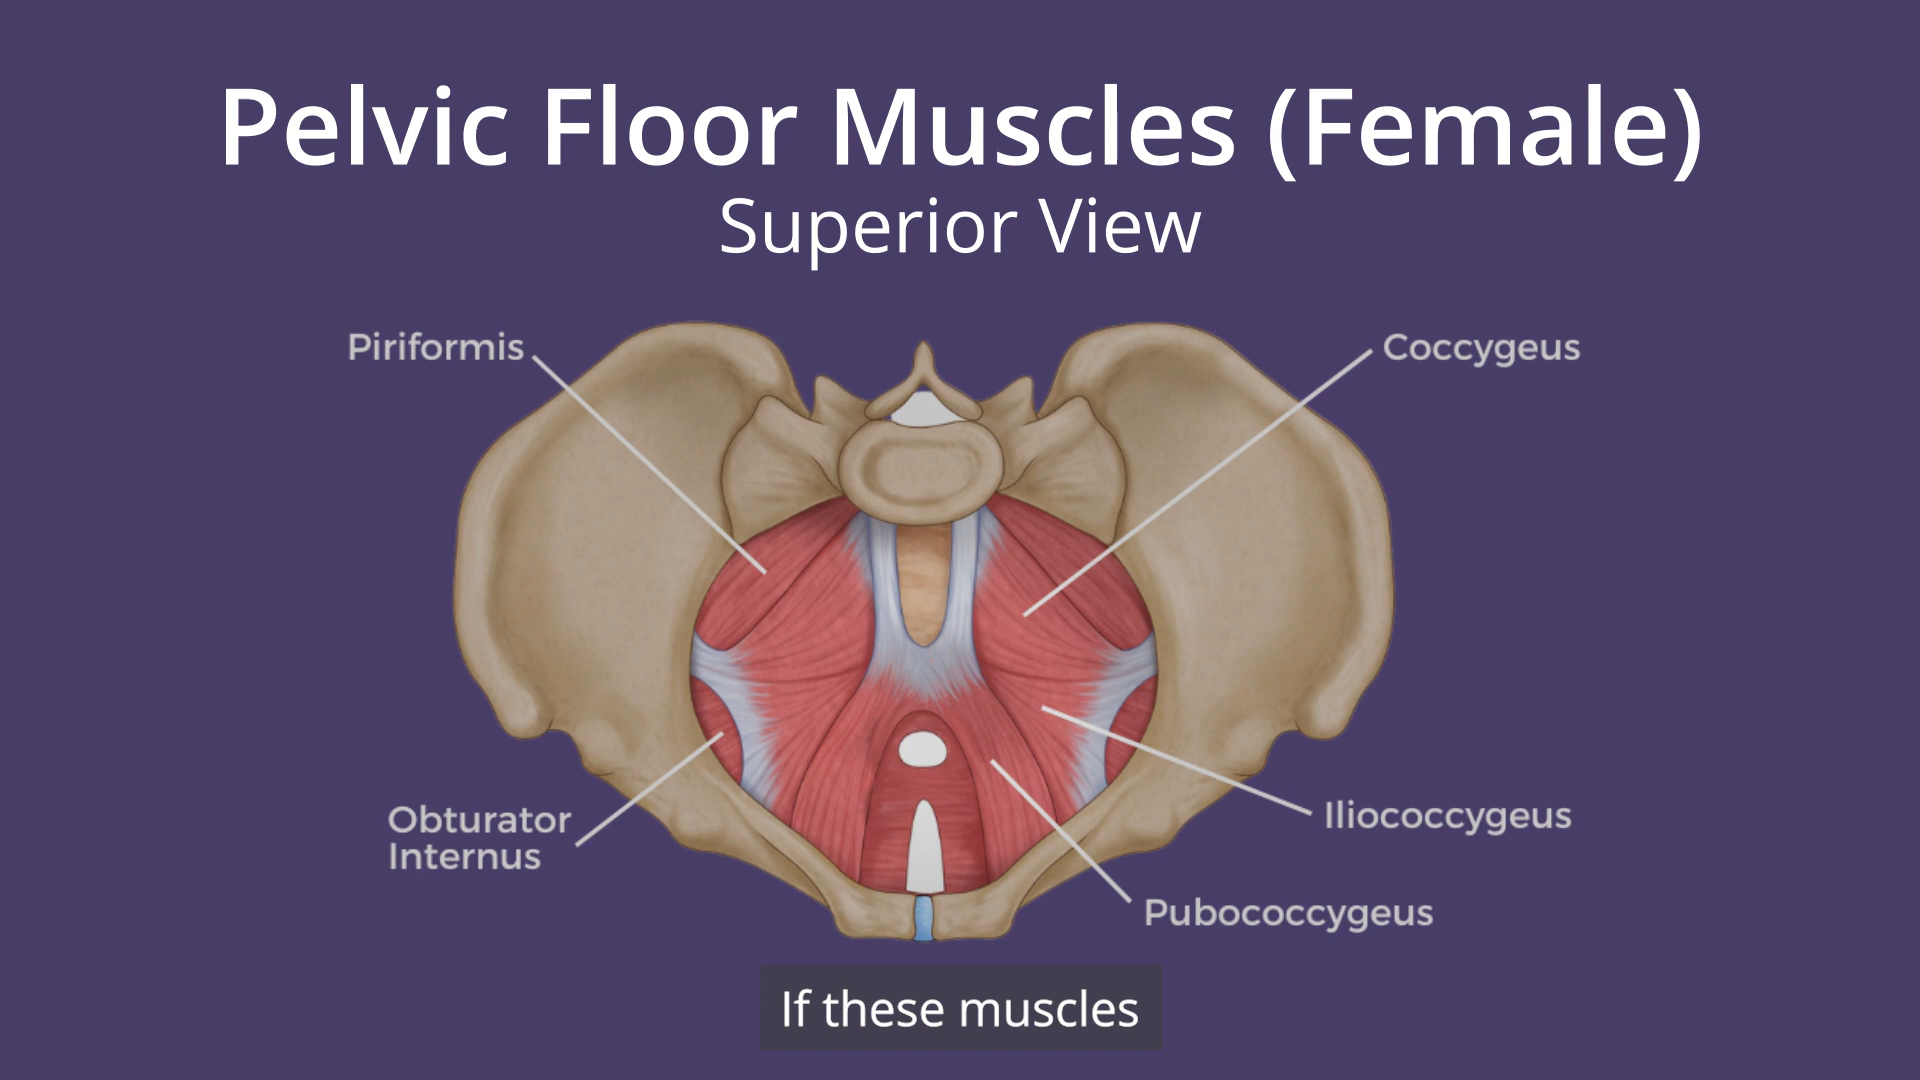 Pelvic Floor Muscles (Female)
Superior View
Piriformis
Coccygeus
Obturator
Internus
Iliococcygeus
Pubococcygeus
If these muscles